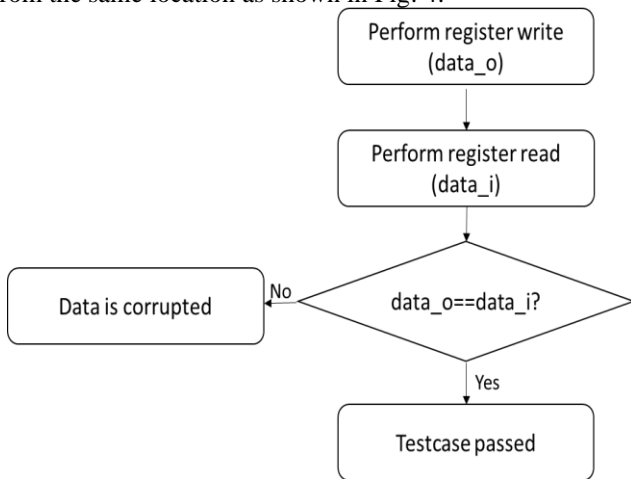 from the same location as shown in Fig. 4.
Perform register write
(data_o)
Perform register read
(data_i)
data_o==data_i?
No
Data is corrupted
Yes
Testcase passed